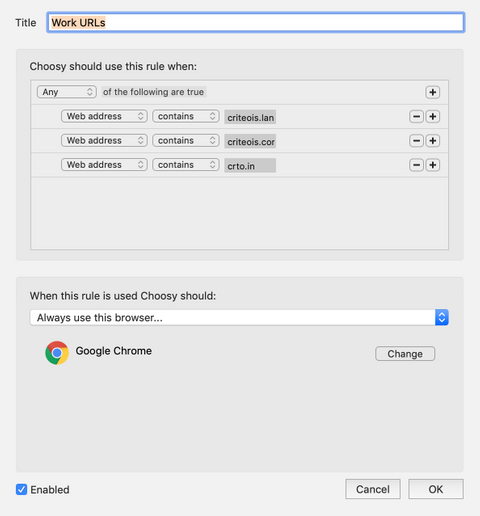 Title Work URLs
Choosy should use this rule when:
Any of the following are true
Web address contains criteois.lan
Web address contains criteois.cor
Web address contains crto.in
When this rule is used Choosy should:
Always use this browser...
Google Chrome Change
Enabled Cancel OK